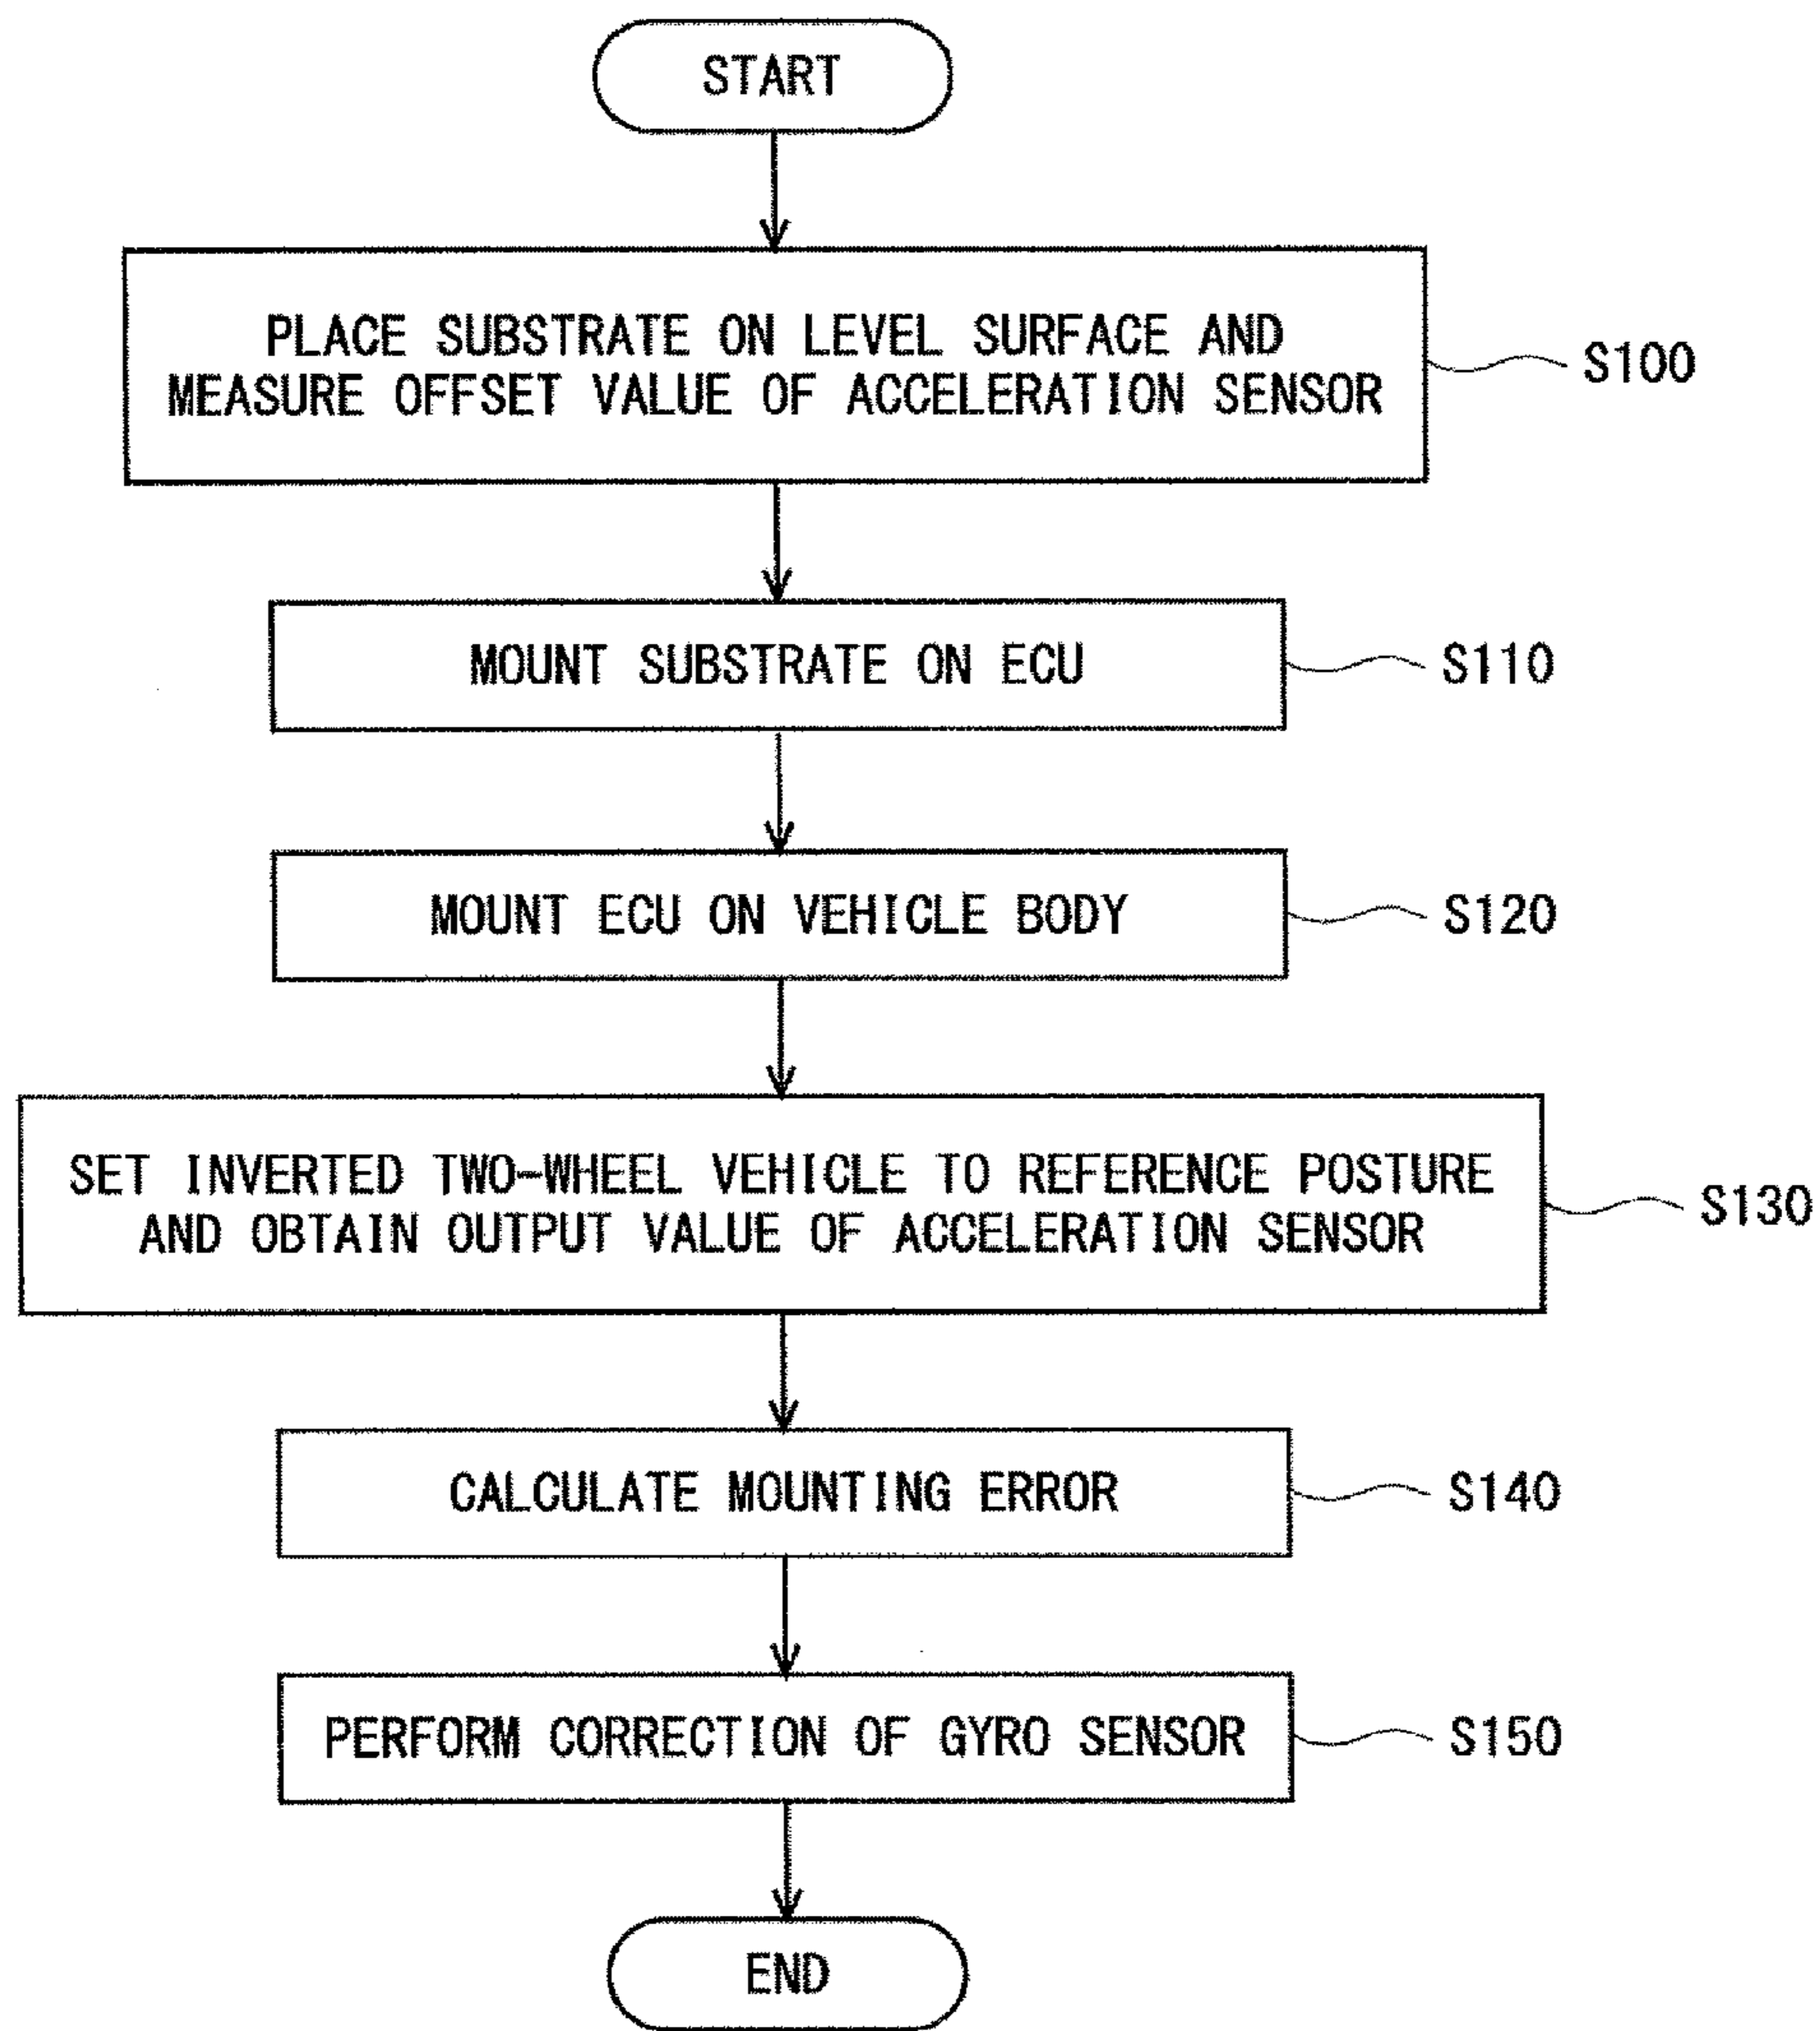 START
PLACE SUBSTRATE ON LEVEL SURFACE AND
MEASURE OFFSET VALUE OF ACCELERATION SENSOR
S100
MOUNT SUBSTRATE ON ECU
S110
MOUNT ECU ON VEHICLE BODY
S120
SET INVERTED TWO-WHEEL VEHICLE TO REFERENCE POSTURE
AND OBTAIN OUTPUT VALUE OF ACCELERATION SENSOR
S130
CALCULATE MOUNTING ERROR
S140
PERFORM CORRECTION OF GYRO SENSOR
S150
END